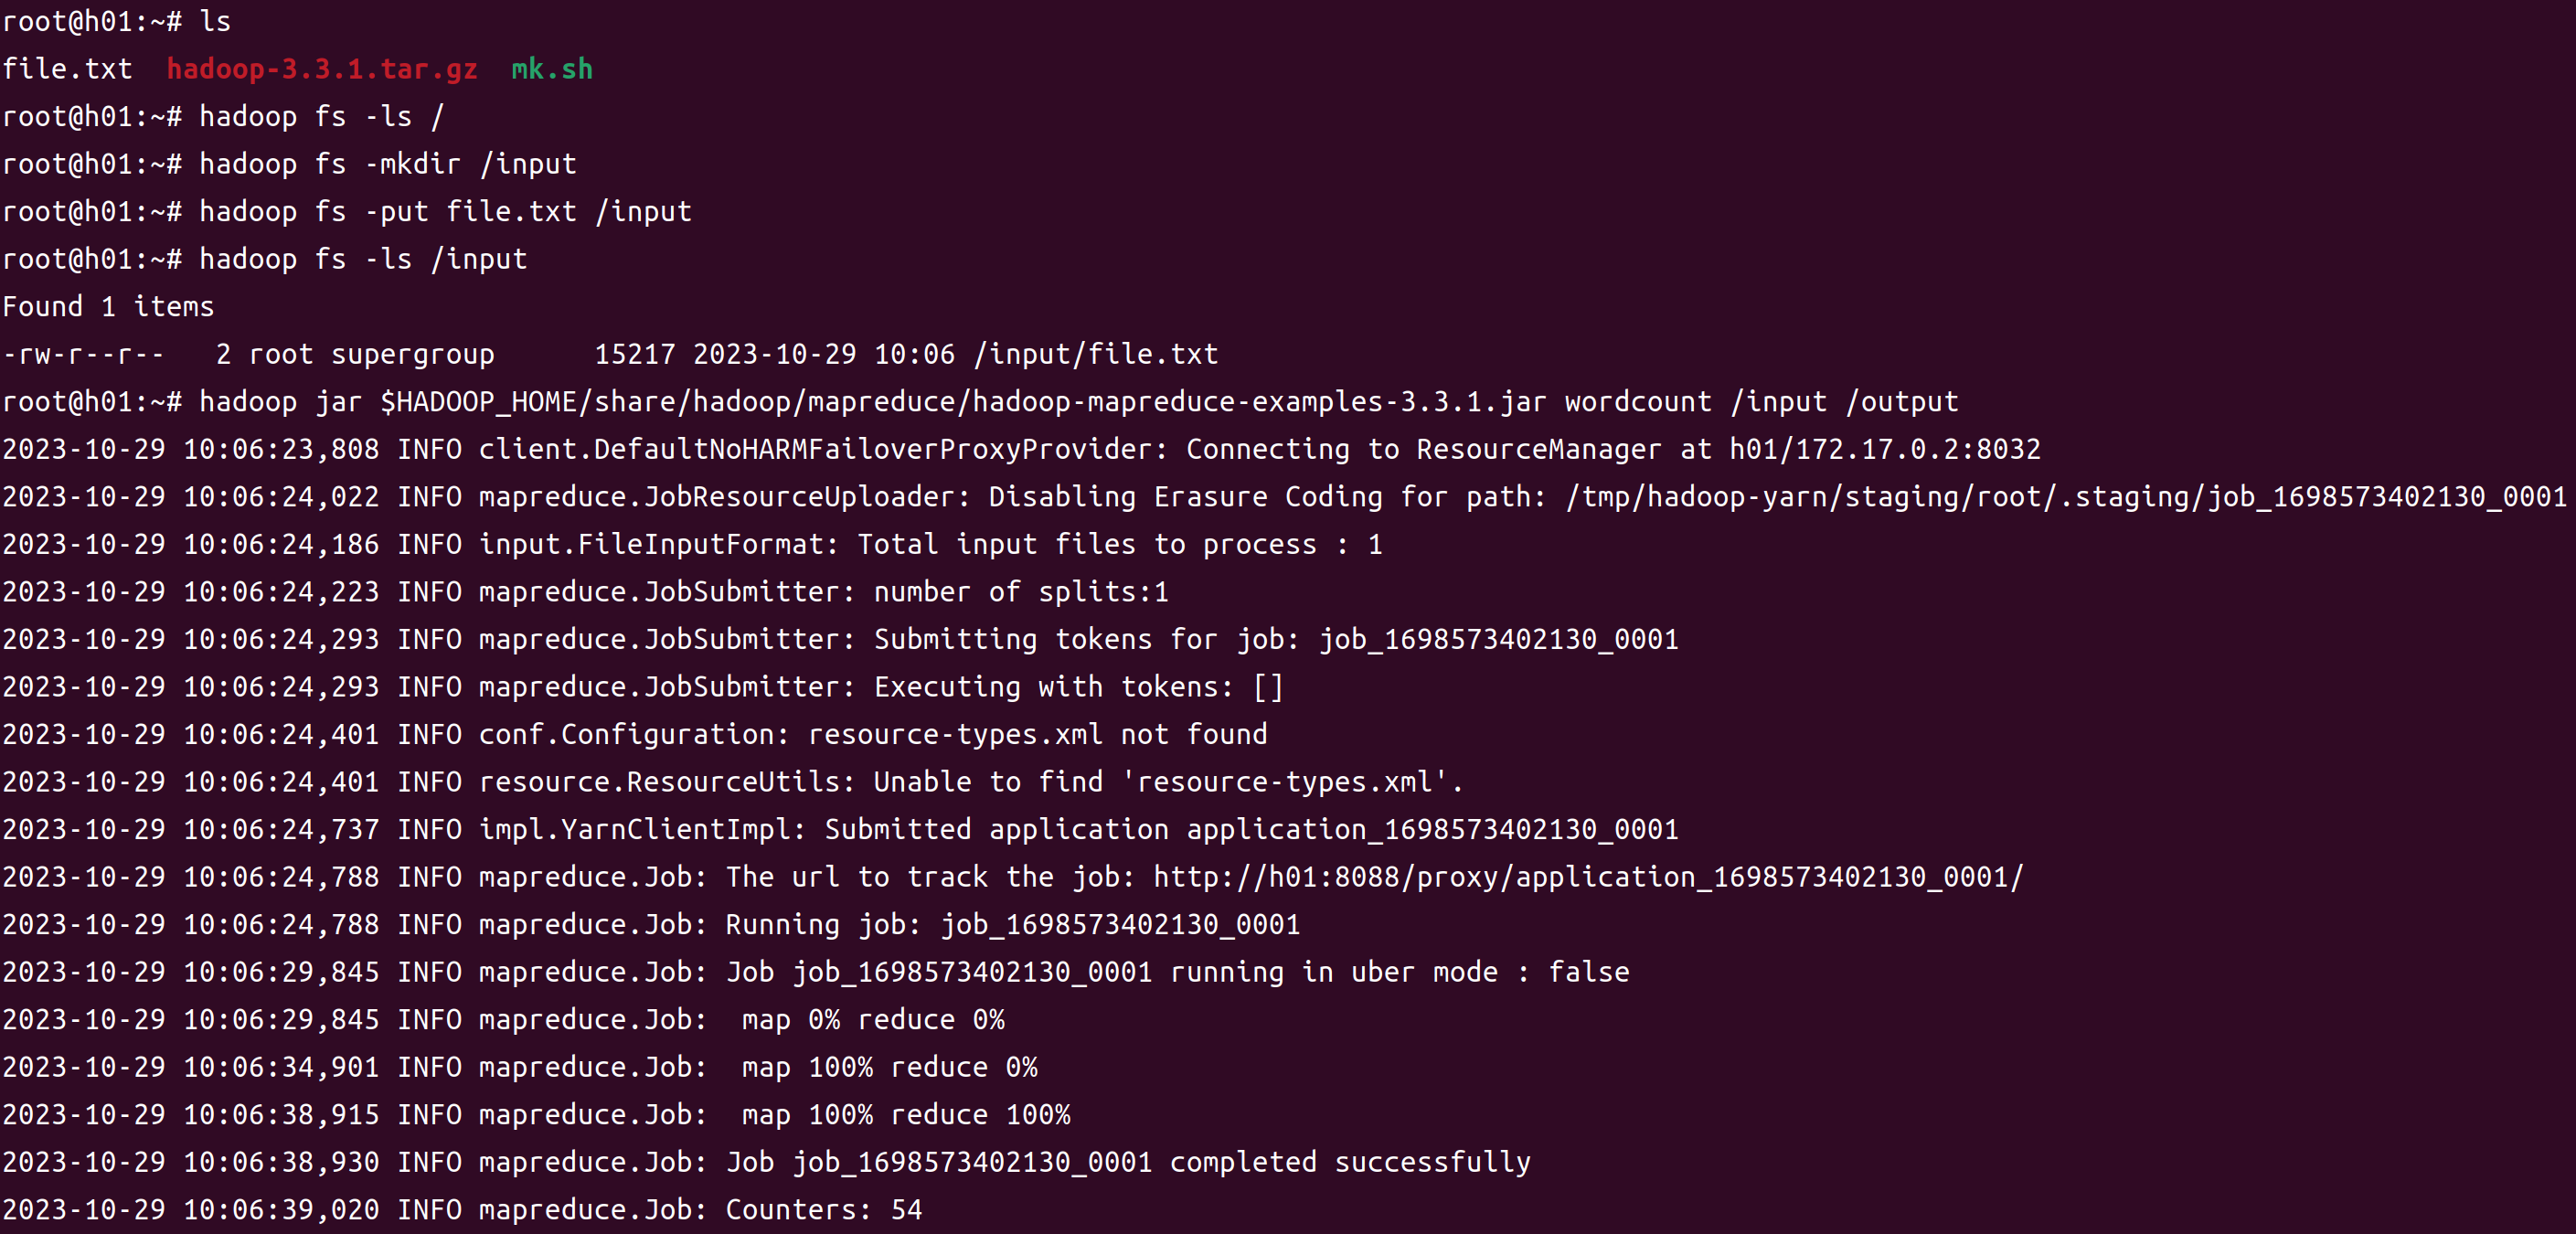 root@h01:~# ls
file.txt  hadoop-3.3.1.tar.gz  mk.sh
root@h01:~# hadoop fs -ls /
root@h01:~# hadoop fs -mkdir /input
root@h01:~# hadoop fs -put file.txt /input
root@h01:~# hadoop fs -ls /input
Found 1 items
-rw-r--r--   2 root supergroup      15217 2023-10-29 10:06 /input/file.txt
root@h01:~# hadoop jar $HADOOP_HOME/share/hadoop/mapreduce/hadoop-mapreduce-examples-3.3.1.jar wordcount /input /output
2023-10-29 10:06:23,808 INFO client.DefaultNoHARMFailoverProxyProvider: Connecting to ResourceManager at h01/172.17.0.2:8032
2023-10-29 10:06:24,022 INFO mapreduce.JobResourceUploader: Disabling Erasure Coding for path: /tmp/hadoop-yarn/staging/root/.staging/job_1698573402130_0001
2023-10-29 10:06:24,186 INFO input.FileInputFormat: Total input files to process : 1
2023-10-29 10:06:24,223 INFO mapreduce.JobSubmitter: number of splits:1
2023-10-29 10:06:24,293 INFO mapreduce.JobSubmitter: Submitting tokens for job: job_1698573402130_0001
2023-10-29 10:06:24,293 INFO mapreduce.JobSubmitter: Executing with tokens: []
2023-10-29 10:06:24,401 INFO conf.Configuration: resource-types.xml not found
2023-10-29 10:06:24,401 INFO resource.ResourceUtils: Unable to find 'resource-types.xml'.
2023-10-29 10:06:24,737 INFO impl.YarnClientImpl: Submitted application application_1698573402130_0001
2023-10-29 10:06:24,788 INFO mapreduce.Job: The url to track the job: http://h01:8088/proxy/application_1698573402130_0001/
2023-10-29 10:06:24,788 INFO mapreduce.Job: Running job: job_1698573402130_0001
2023-10-29 10:06:29,845 INFO mapreduce.Job: Job job_1698573402130_0001 running in uber mode : false
2023-10-29 10:06:29,845 INFO mapreduce.Job:  map 0% reduce 0%
2023-10-29 10:06:34,901 INFO mapreduce.Job:  map 100% reduce 0%
2023-10-29 10:06:38,915 INFO mapreduce.Job:  map 100% reduce 100%
2023-10-29 10:06:38,930 INFO mapreduce.Job: Job job_1698573402130_0001 completed successfully
2023-10-29 10:06:39,020 INFO mapreduce.Job: Counters: 54